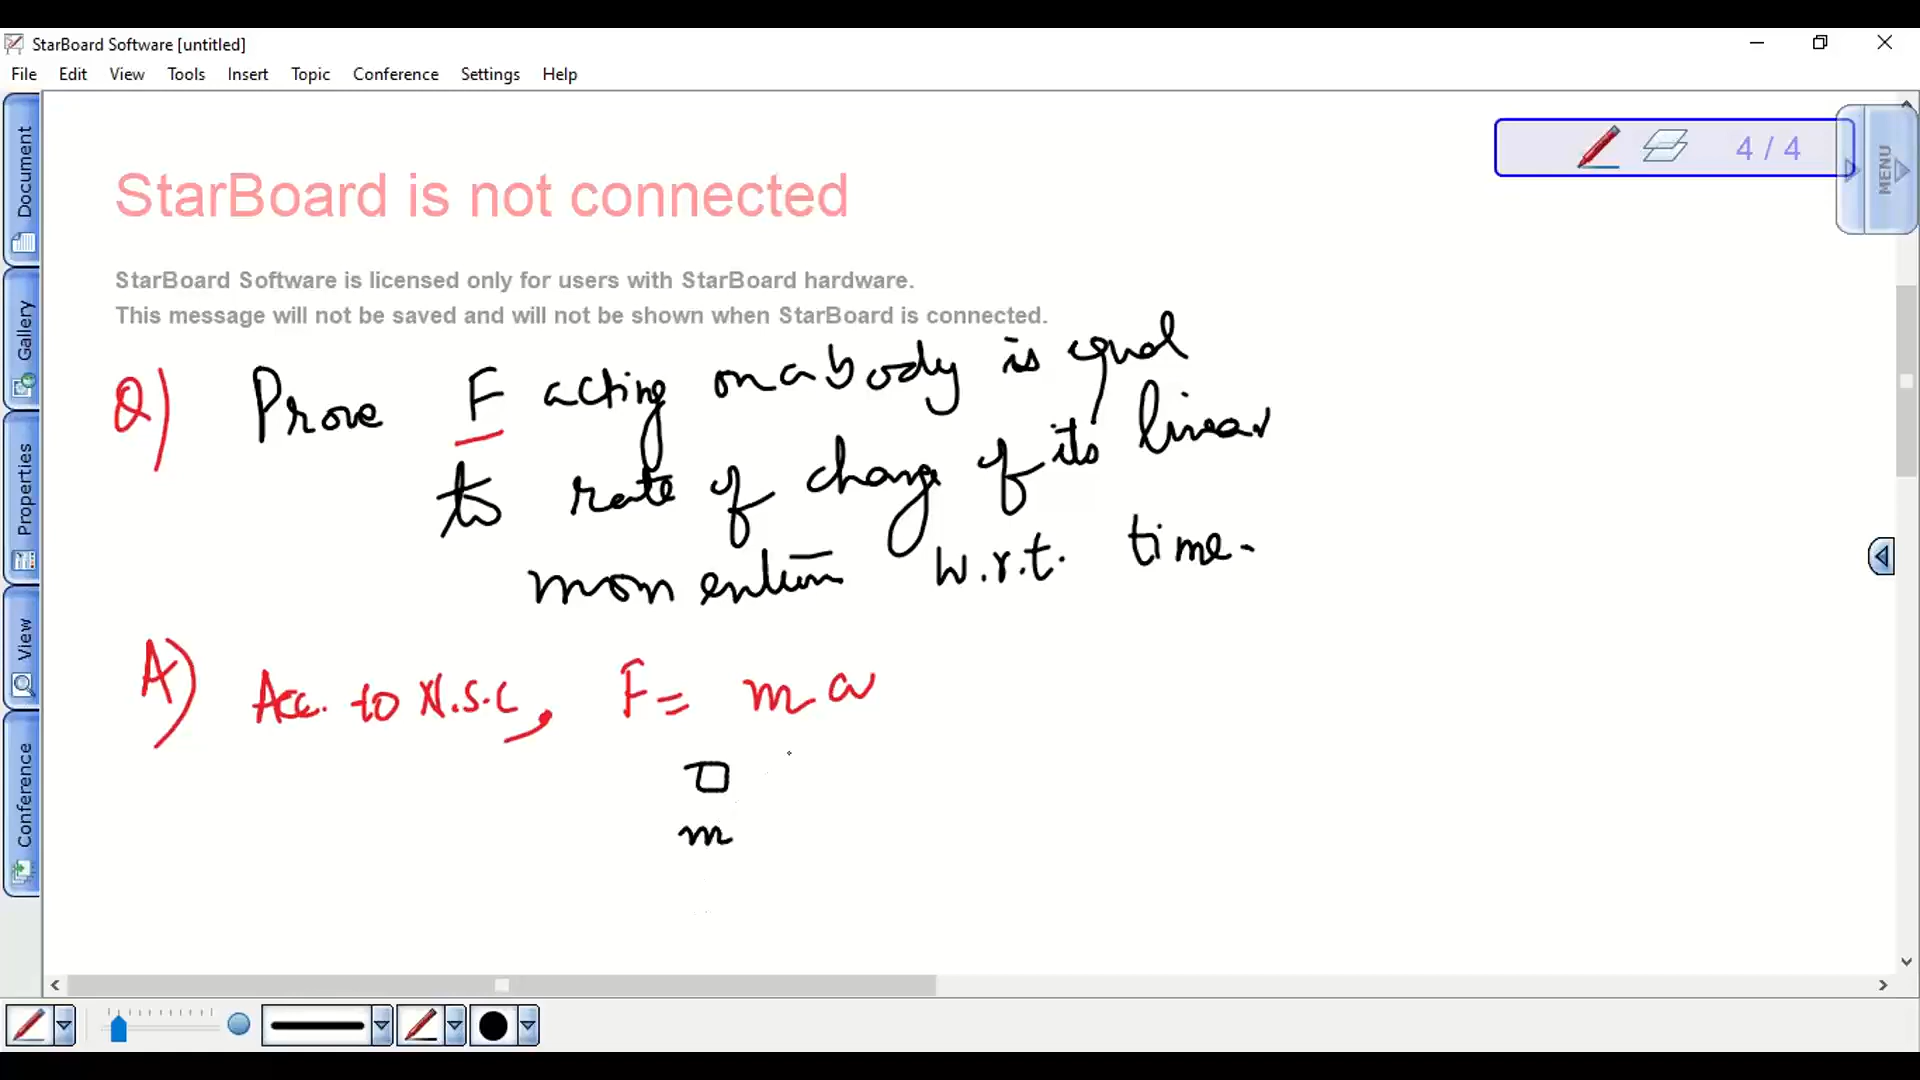 StarBoard Software [untitled]
File Edit View Tools Insert Topic Conference Settings Help
Document
Gallery
Properties
View
Conference
4 / 4
MENU
StarBoard is not connected
StarBoard Software is licensed only for users with StarBoard hardware.
This message will not be saved and will not be shown when StarBoard is connected.
Q) Prove F acting on a body is equal
to rate of change of its linear
momentum w.r.t. time.
A) Acc. to N.S.L, F = ma
m